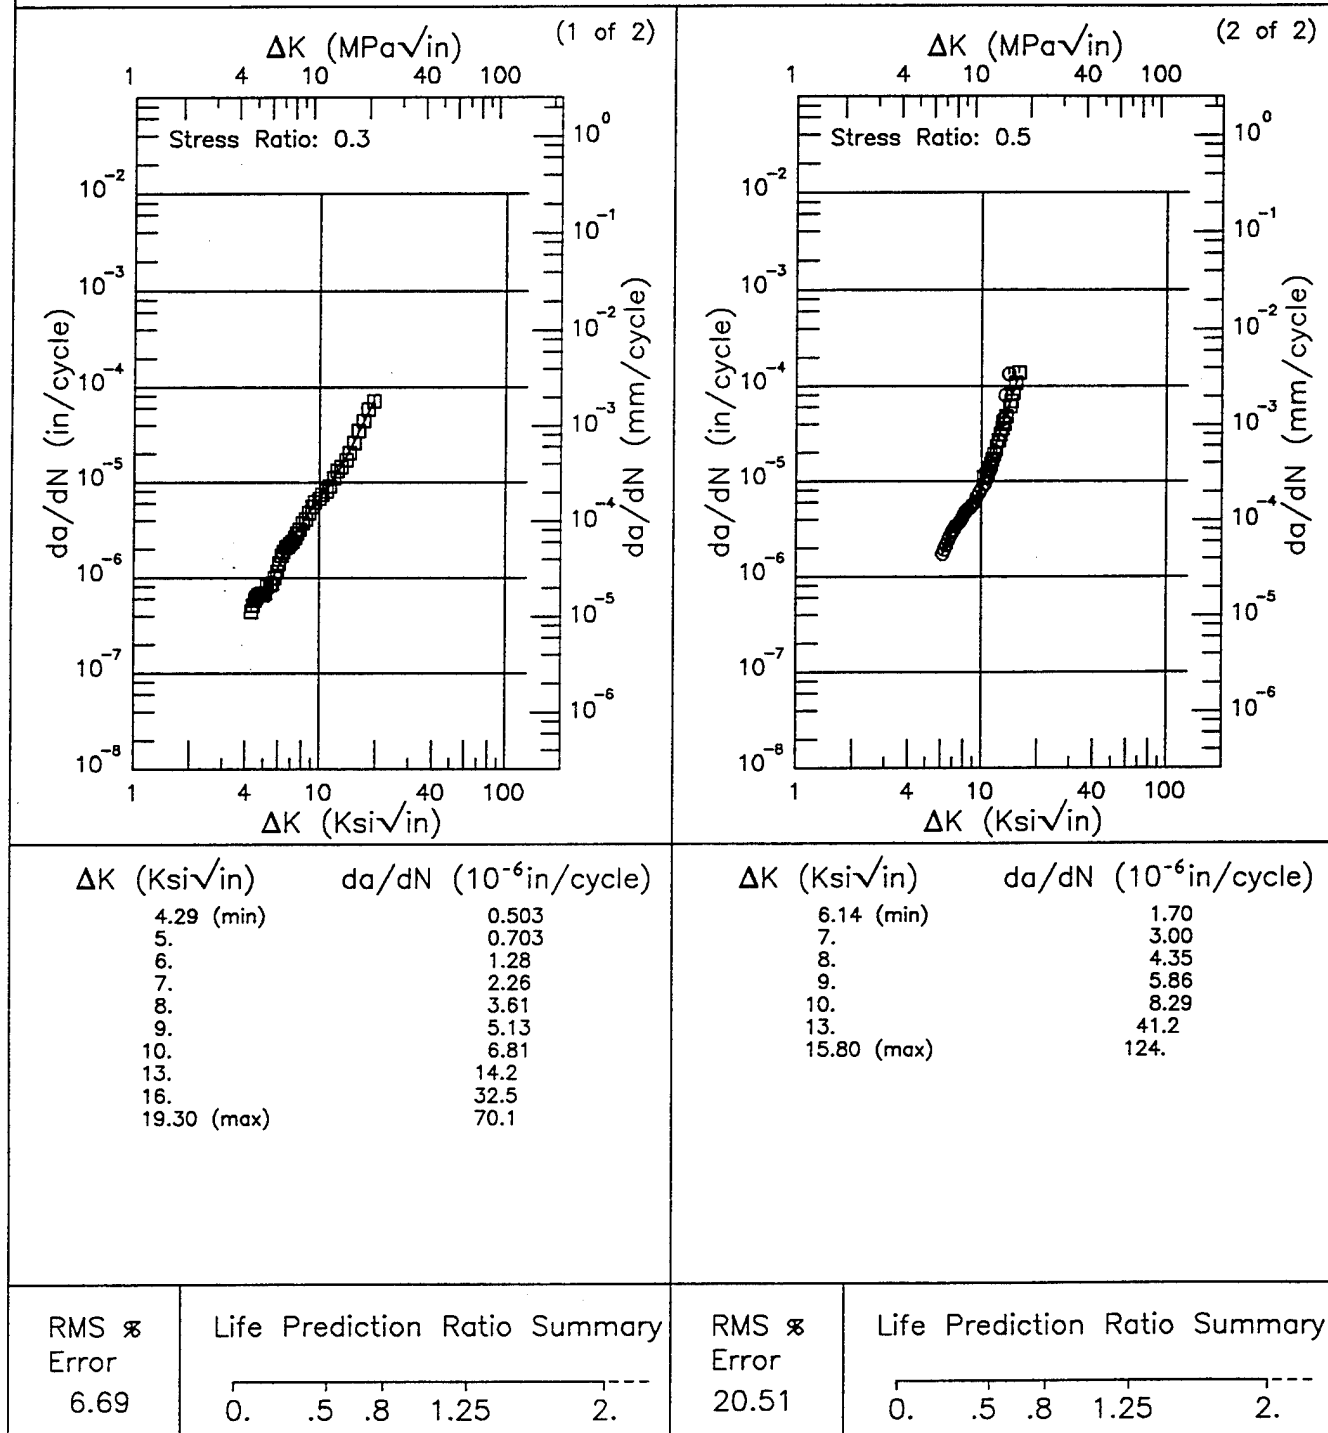 (1 of 2)
ΔK (MPa√in)
1 4 10 40 100
Stress Ratio: 0.3
da/dN (in/cycle)
10⁻²
10⁻³
10⁻⁴
10⁻⁵
10⁻⁶
10⁻⁷
10⁻⁸
da/dN (mm/cycle)
10⁰
10⁻¹
10⁻²
10⁻³
10⁻⁴
10⁻⁵
10⁻⁶
1 4 10 40 100
ΔK (Ksi√in)
ΔK (Ksi√in) da/dN (10⁻⁶in/cycle)
4.29 (min) 0.503
5. 0.703
6. 1.28
7. 2.26
8. 3.61
9. 5.13
10. 6.81
13. 14.2
16. 32.5
19.30 (max) 70.1
RMS %
Error
6.69
Life Prediction Ratio Summary
0. .5 .8 1.25 2.
(2 of 2)
ΔK (MPa√in)
1 4 10 40 100
Stress Ratio: 0.5
da/dN (in/cycle)
10⁻²
10⁻³
10⁻⁴
10⁻⁵
10⁻⁶
10⁻⁷
10⁻⁸
da/dN (mm/cycle)
10⁰
10⁻¹
10⁻²
10⁻³
10⁻⁴
10⁻⁵
10⁻⁶
1 4 10 40 100
ΔK (Ksi√in)
ΔK (Ksi√in) da/dN (10⁻⁶in/cycle)
6.14 (min) 1.70
7. 3.00
8. 4.35
9. 5.86
10. 8.29
13. 41.2
15.80 (max) 124.
RMS %
Error
20.51
Life Prediction Ratio Summary
0. .5 .8 1.25 2.